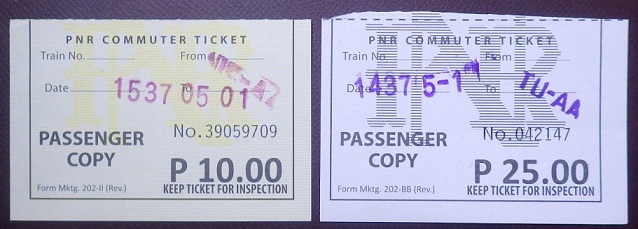 PNR COMMUTER TICKET
Train No. From
Date To
1537 05 01
No.39059709
PASSENGER
COPY
P 10.00
KEEP TICKET FOR INSPECTION
Form Mktg. 202-II (Rev.)
PNR COMMUTER TICKET
Train No. From
Date
1437 5-1
TU-AA
No.042147
PASSENGER
COPY
P 25.00
KEEP TICKET FOR INSPECTION
Form Mktg. 202-BB (Rev.)